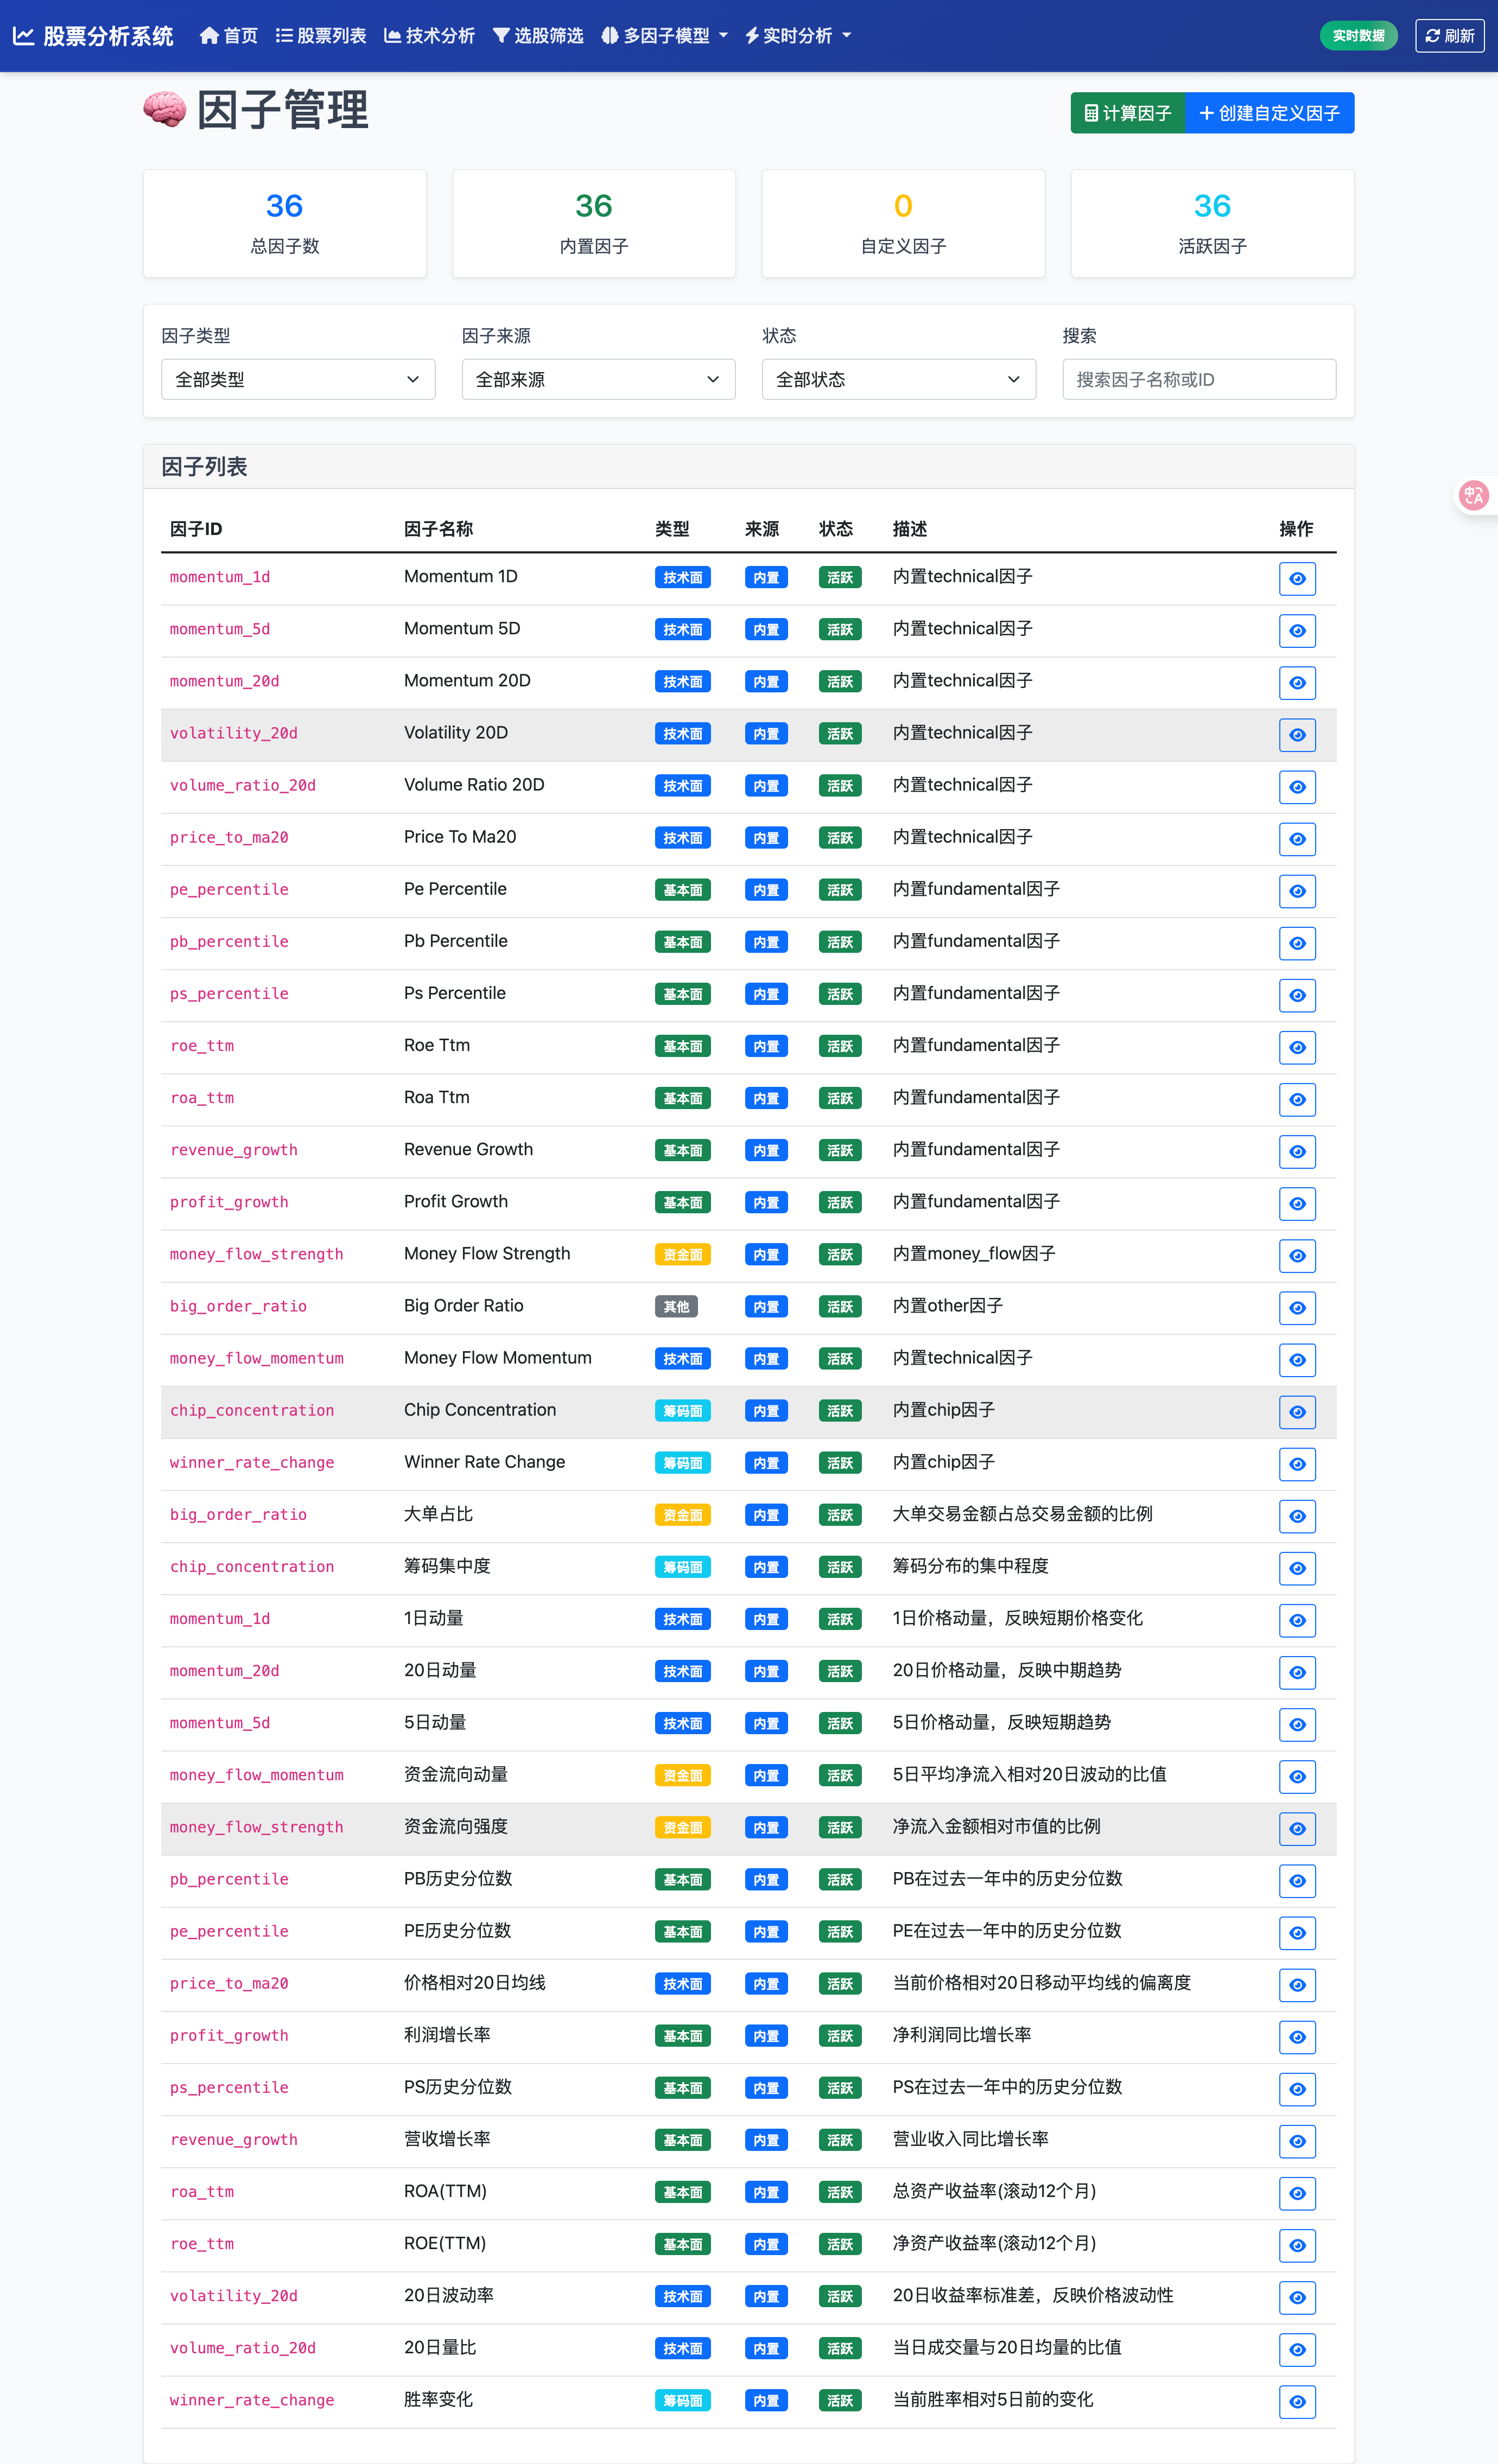 股票分析系统 首页 股票列表 技术分析 选股筛选 多因子模型 实时分析 实时数据 刷新
因子管理 计算因子 创建自定义因子
36 36 0 36
总因子数 内置因子 自定义因子 活跃因子
因子类型 因子来源 状态 搜索
全部类型 全部来源 全部状态 搜索因子名称或ID
因子列表
因子ID 因子名称 类型 来源 状态 描述 操作
momentum_1d Momentum 1D 技术面 内置 活跃 内置technical因子
momentum_5d Momentum 5D 技术面 内置 活跃 内置technical因子
momentum_20d Momentum 20D 技术面 内置 活跃 内置technical因子
volatility_20d Volatility 20D 技术面 内置 活跃 内置technical因子
volume_ratio_20d Volume Ratio 20D 技术面 内置 活跃 内置technical因子
price_to_ma20 Price To Ma20 技术面 内置 活跃 内置technical因子
pe_percentile Pe Percentile 基本面 内置 活跃 内置fundamental因子
pb_percentile Pb Percentile 基本面 内置 活跃 内置fundamental因子
ps_percentile Ps Percentile 基本面 内置 活跃 内置fundamental因子
roe_ttm Roe Ttm 基本面 内置 活跃 内置fundamental因子
roa_ttm Roa Ttm 基本面 内置 活跃 内置fundamental因子
revenue_growth Revenue Growth 基本面 内置 活跃 内置fundamental因子
profit_growth Profit Growth 基本面 内置 活跃 内置fundamental因子
money_flow_strength Money Flow Strength 资金面 内置 活跃 内置money_flow因子
big_order_ratio Big Order Ratio 其他 内置 活跃 内置other因子
money_flow_momentum Money Flow Momentum 技术面 内置 活跃 内置technical因子
chip_concentration Chip Concentration 筹码面 内置 活跃 内置chip因子
winner_rate_change Winner Rate Change 筹码面 内置 活跃 内置chip因子
big_order_ratio 大单占比 资金面 内置 活跃 大单交易金额占总交易金额的比例
chip_concentration 筹码集中度 筹码面 内置 活跃 筹码分布的集中程度
momentum_1d 1日动量 技术面 内置 活跃 1日价格动量，反映短期价格变化
momentum_20d 20日动量 技术面 内置 活跃 20日价格动量，反映中期趋势
momentum_5d 5日动量 技术面 内置 活跃 5日价格动量，反映短期趋势
money_flow_momentum 资金流向动量 资金面 内置 活跃 5日平均净流入相对20日波动的比值
money_flow_strength 资金流向强度 资金面 内置 活跃 净流入金额相对市值的比例
pb_percentile PB历史分位数 基本面 内置 活跃 PB在过去一年中的历史分位数
pe_percentile PE历史分位数 基本面 内置 活跃 PE在过去一年中的历史分位数
price_to_ma20 价格相对20日均线 技术面 内置 活跃 当前价格相对20日移动平均线的偏离度
profit_growth 利润增长率 基本面 内置 活跃 净利润同比增长率
ps_percentile PS历史分位数 基本面 内置 活跃 PS在过去一年中的历史分位数
revenue_growth 营收增长率 基本面 内置 活跃 营业收入同比增长率
roa_ttm ROA(TTM) 基本面 内置 活跃 总资产收益率(滚动12个月)
roe_ttm ROE(TTM) 基本面 内置 活跃 净资产收益率(滚动12个月)
volatility_20d 20日波动率 技术面 内置 活跃 20日收益率标准差，反映价格波动性
volume_ratio_20d 20日量比 技术面 内置 活跃 当日成交量与20日均量的比值
winner_rate_change 胜率变化 筹码面 内置 活跃 当前胜率相对5日前的变化